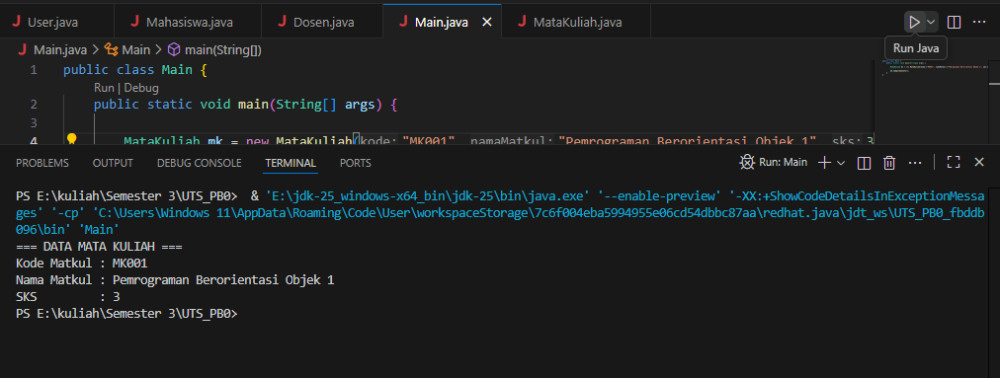 User.java Mahasiswa.java Dosen.java Main.java MataKuliah.java
Main.java > Main > main(String[])
Run Java
1 public class Main {
Run | Debug
2 public static void main(String[] args) {
3
4 MataKuliah mk = new MataKuliah(kode: "MK001", namaMatkul: "Pemrograman Berorientasi Objek 1", sks: 3
PROBLEMS OUTPUT DEBUG CONSOLE TERMINAL PORTS Run: Main
PS E:\kuliah\Semester 3\UTS_PB0>  & 'E:\jdk-25_windows-x64_bin\jdk-25\bin\java.exe' '--enable-preview' '-XX:+ShowCodeDetailsInExceptionMessa
ges' '-cp' 'C:\Users\Windows 11\AppData\Roaming\Code\User\workspaceStorage\7c6f004eba5994955e06cd54dbbc87aa\redhat.java\jdt_ws\UTS_PB0_fbddb
096\bin' 'Main'
=== DATA MATA KULIAH ===
Kode Matkul : MK001
Nama Matkul : Pemrograman Berorientasi Objek 1
SKS         : 3
PS E:\kuliah\Semester 3\UTS_PB0>